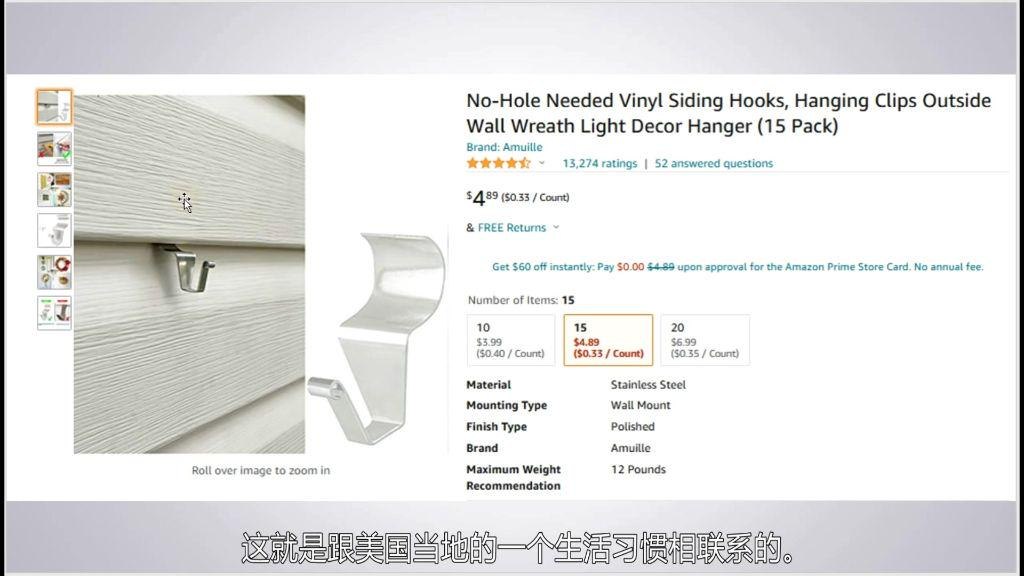 No-Hole Needed Vinyl Siding Hooks, Hanging Clips Outside
Wall Wreath Light Decor Hanger (15 Pack)
Brand: Amuille
13,274 ratings | 52 answered questions
$4.89 ($0.33 / Count)
& FREE Returns
Get $60 off instantly: Pay $0.00 $4.89 upon approval for the Amazon Prime Store Card. No annual fee.
Number of Items: 15
10
$3.99
($0.40 / Count)
15
$4.89
($0.33 / Count)
20
$6.99
($0.35 / Count)
Material Stainless Steel
Mounting Type Wall Mount
Finish Type Polished
Brand Amuille
Maximum Weight 12 Pounds
Recommendation
Roll over image to zoom in
这就是跟美国当地的一个生活习惯相联系的。